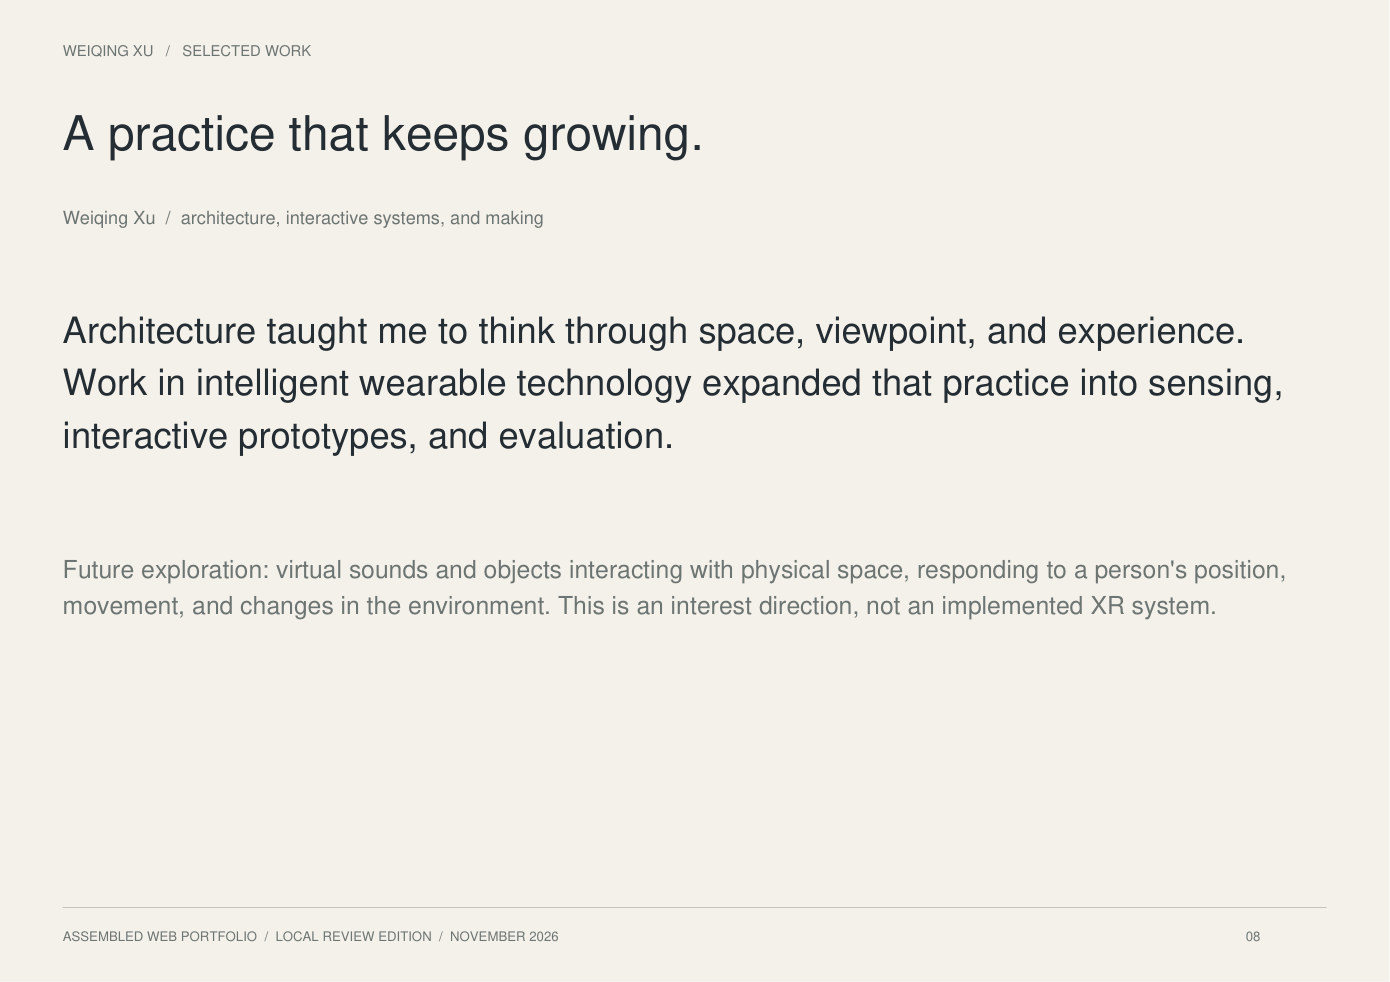 WEIQING XU / SELECTED WORK
A practice that keeps growing.
Weiqing Xu / architecture, interactive systems, and making
Architecture taught me to think through space, viewpoint, and experience.
Work in intelligent wearable technology expanded that practice into sensing,
interactive prototypes, and evaluation.
Future exploration: virtual sounds and objects interacting with physical space, responding to a person's position,
movement, and changes in the environment. This is an interest direction, not an implemented XR system.
ASSEMBLED WEB PORTFOLIO / LOCAL REVIEW EDITION / NOVEMBER 2026
08